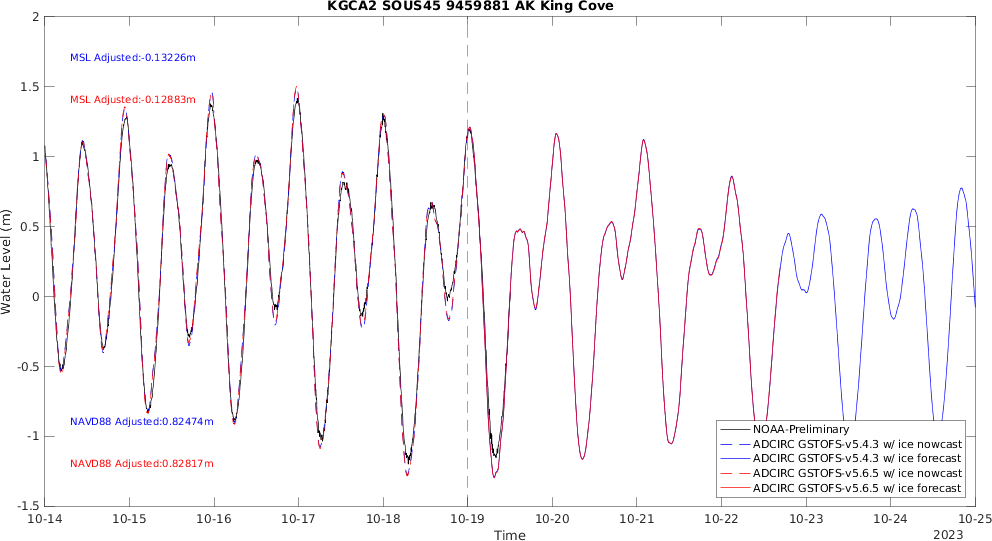 KGCA2 SOUS45 9459881 AK King Cove
2
1.5
1
0.5
0
-0.5
-1
-1.5
Water Level (m)
MSL Adjusted:-0.13226m
MSL Adjusted:-0.12883m
NAVD88 Adjusted:0.82474m
NAVD88 Adjusted:0.82817m
NOAA-Preliminary
ADCIRC GSTOFS-v5.4.3 w/ ice nowcast
ADCIRC GSTOFS-v5.4.3 w/ ice forecast
ADCIRC GSTOFS-v5.6.5 w/ ice nowcast
ADCIRC GSTOFS-v5.6.5 w/ ice forecast
10-14 10-15 10-16 10-17 10-18 10-19 10-20 10-21 10-22 10-23 10-24 10-25
Time
2023